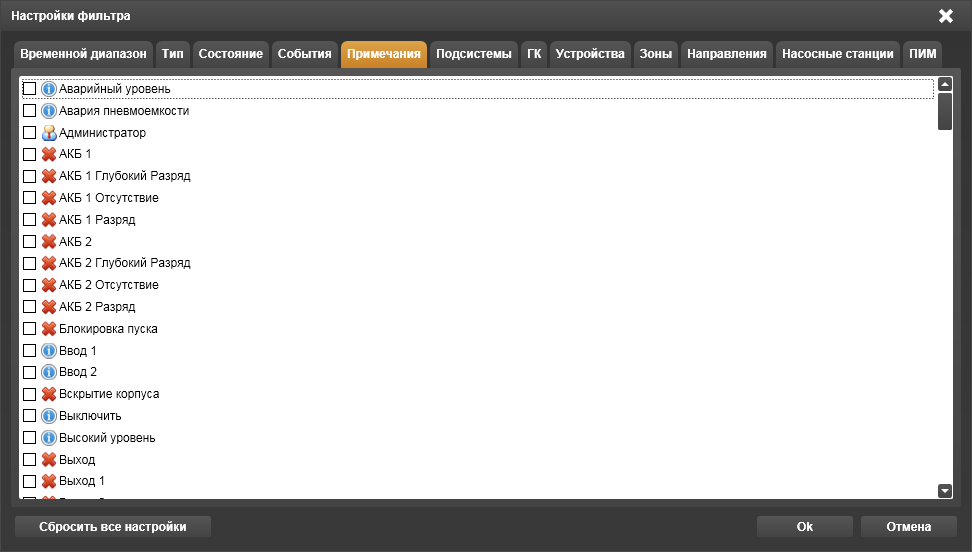 Настройки фильтра
Временной диапазон Тип Состояние События Примечания Подсистемы ГК Устройства Зоны Направления Насосные станции ПИМ
Аварийный уровень
Авария пневмоемкости
Администратор
АКБ 1
АКБ 1 Глубокий Разряд
АКБ 1 Отсутствие
АКБ 1 Разряд
АКБ 2
АКБ 2 Глубокий Разряд
АКБ 2 Отсутствие
АКБ 2 Разряд
Блокировка пуска
Ввод 1
Ввод 2
Вскрытие корпуса
Выключить
Высокий уровень
Выход
Выход 1
Сбросить все настройки Ok Отмена